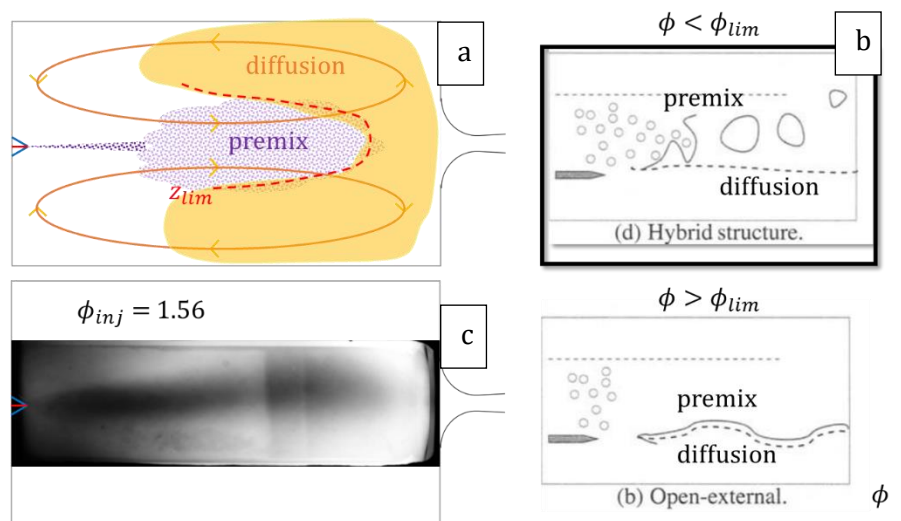 a
diffusion
premix
z_lim
ϕ < ϕ_lim
b
premix
diffusion
(d) Hybrid structure.
ϕ_inj = 1.56
c
ϕ > ϕ_lim
premix
diffusion
(b) Open-external.
ϕ